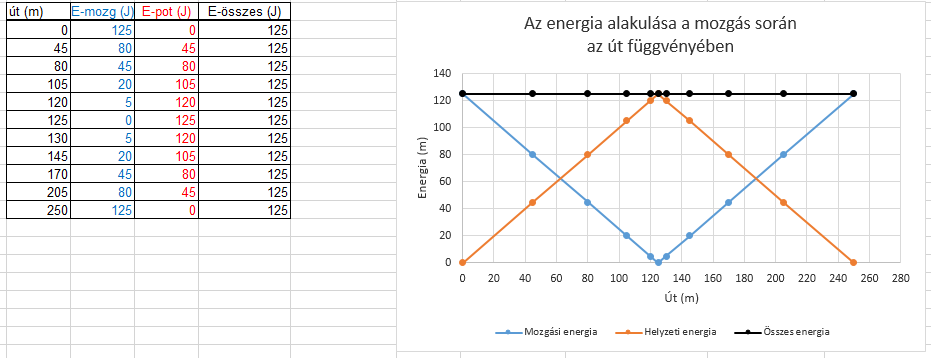 út (m) E-mozg (J) E-pot (J) E-összes (J)
0 125 0 125
45 80 45 125
80 45 80 125
105 20 105 125
120 5 120 125
125 0 125 125
130 5 120 125
145 20 105 125
170 45 80 125
205 80 45 125
250 125 0 125
Az energia alakulása a mozgás során
az út függvényében
140
120
100
80
60
40
20
0
Energia (m)
0 20 40 60 80 100 120 140 160 180 200 220 240 260 280
Út (m)
Mozgási energia Helyzeti energia Összes energia